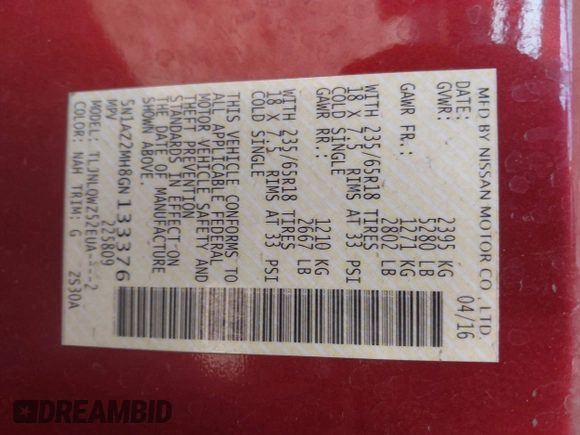 MFD BY NISSAN MOTOR CO., LTD.
DATE: 04/16
GVWR: 2395 KG
5280 LB
GAWR FR.: 1271 KG
2802 LB
WITH 235/65R18 TIRES
18 X 7.5 RIMS AT 33 PSI
COLD SINGLE
GAWR RR.: 1210 KG
2667 LB
WITH 235/65R18 TIRES
18 X 7.5 RIMS AT 33 PSI
COLD SINGLE
THIS VEHICLE CONFORMS TO
ALL APPLICABLE FEDERAL
MOTOR VEHICLE SAFETY AND
THEFT PREVENTION
STANDARDS IN EFFECT ON
THE DATE OF MANUFACTURE
SHOWN ABOVE.
5N1AZ2MH8GN133376
MPV 225809
MODEL: TLJNLQWZ52EUA----2
COLOR: NAH TRIM: G ZS30A
DREAMBID